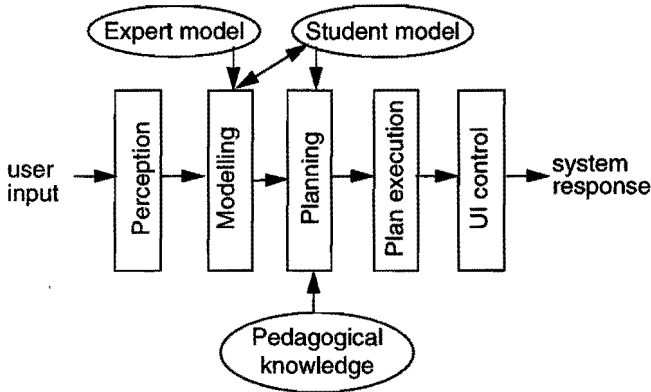 Expert model
Student model
user
input
Perception
Modelling
Planning
Plan execution
UI control
system
response
Pedagogical
knowledge